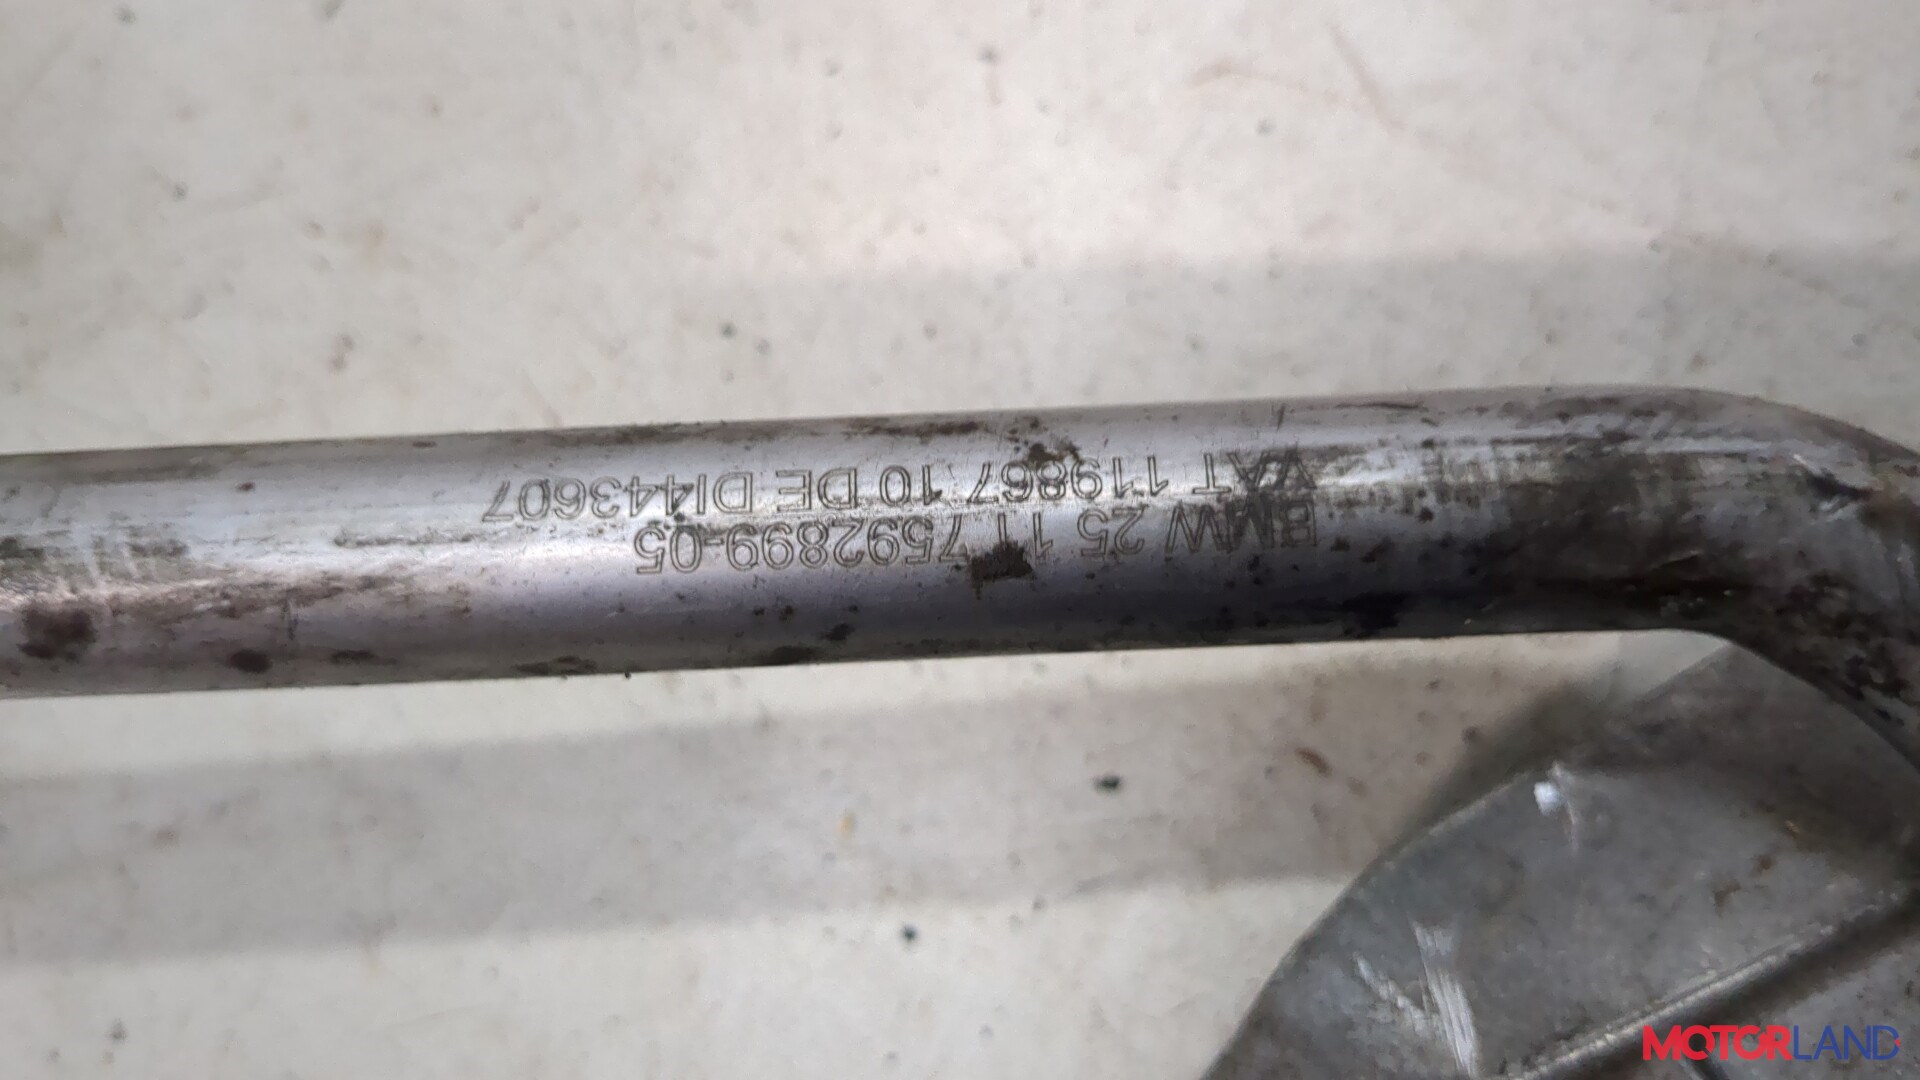 BMW 25 11 7592899-05
VAT 119867 10 DE DI443607
MOTORLAND